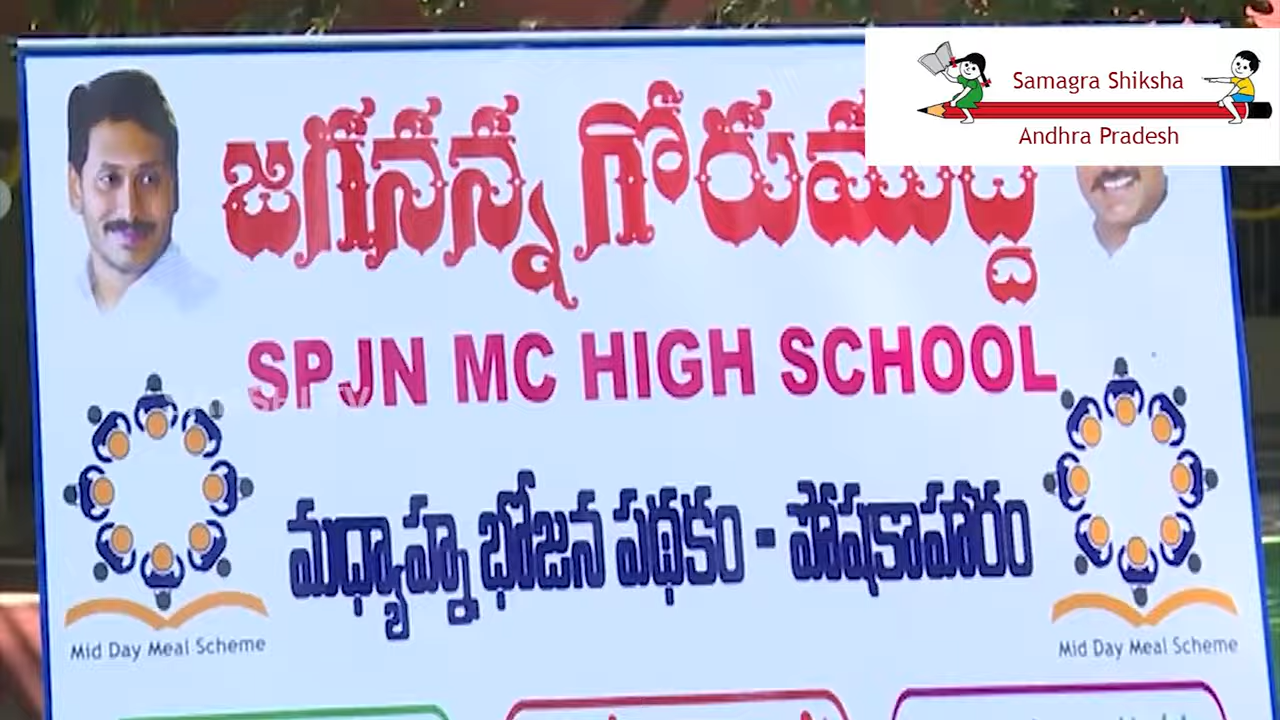 Samagra Shiksha
Andhra Pradesh
జగనన్న గోరుముద్ద
SPJN MC HIGH SCHOOL
మధ్యాహ్న భోజన పథకం - పోషకాహారం
Mid Day Meal Scheme
Mid Day Meal Scheme